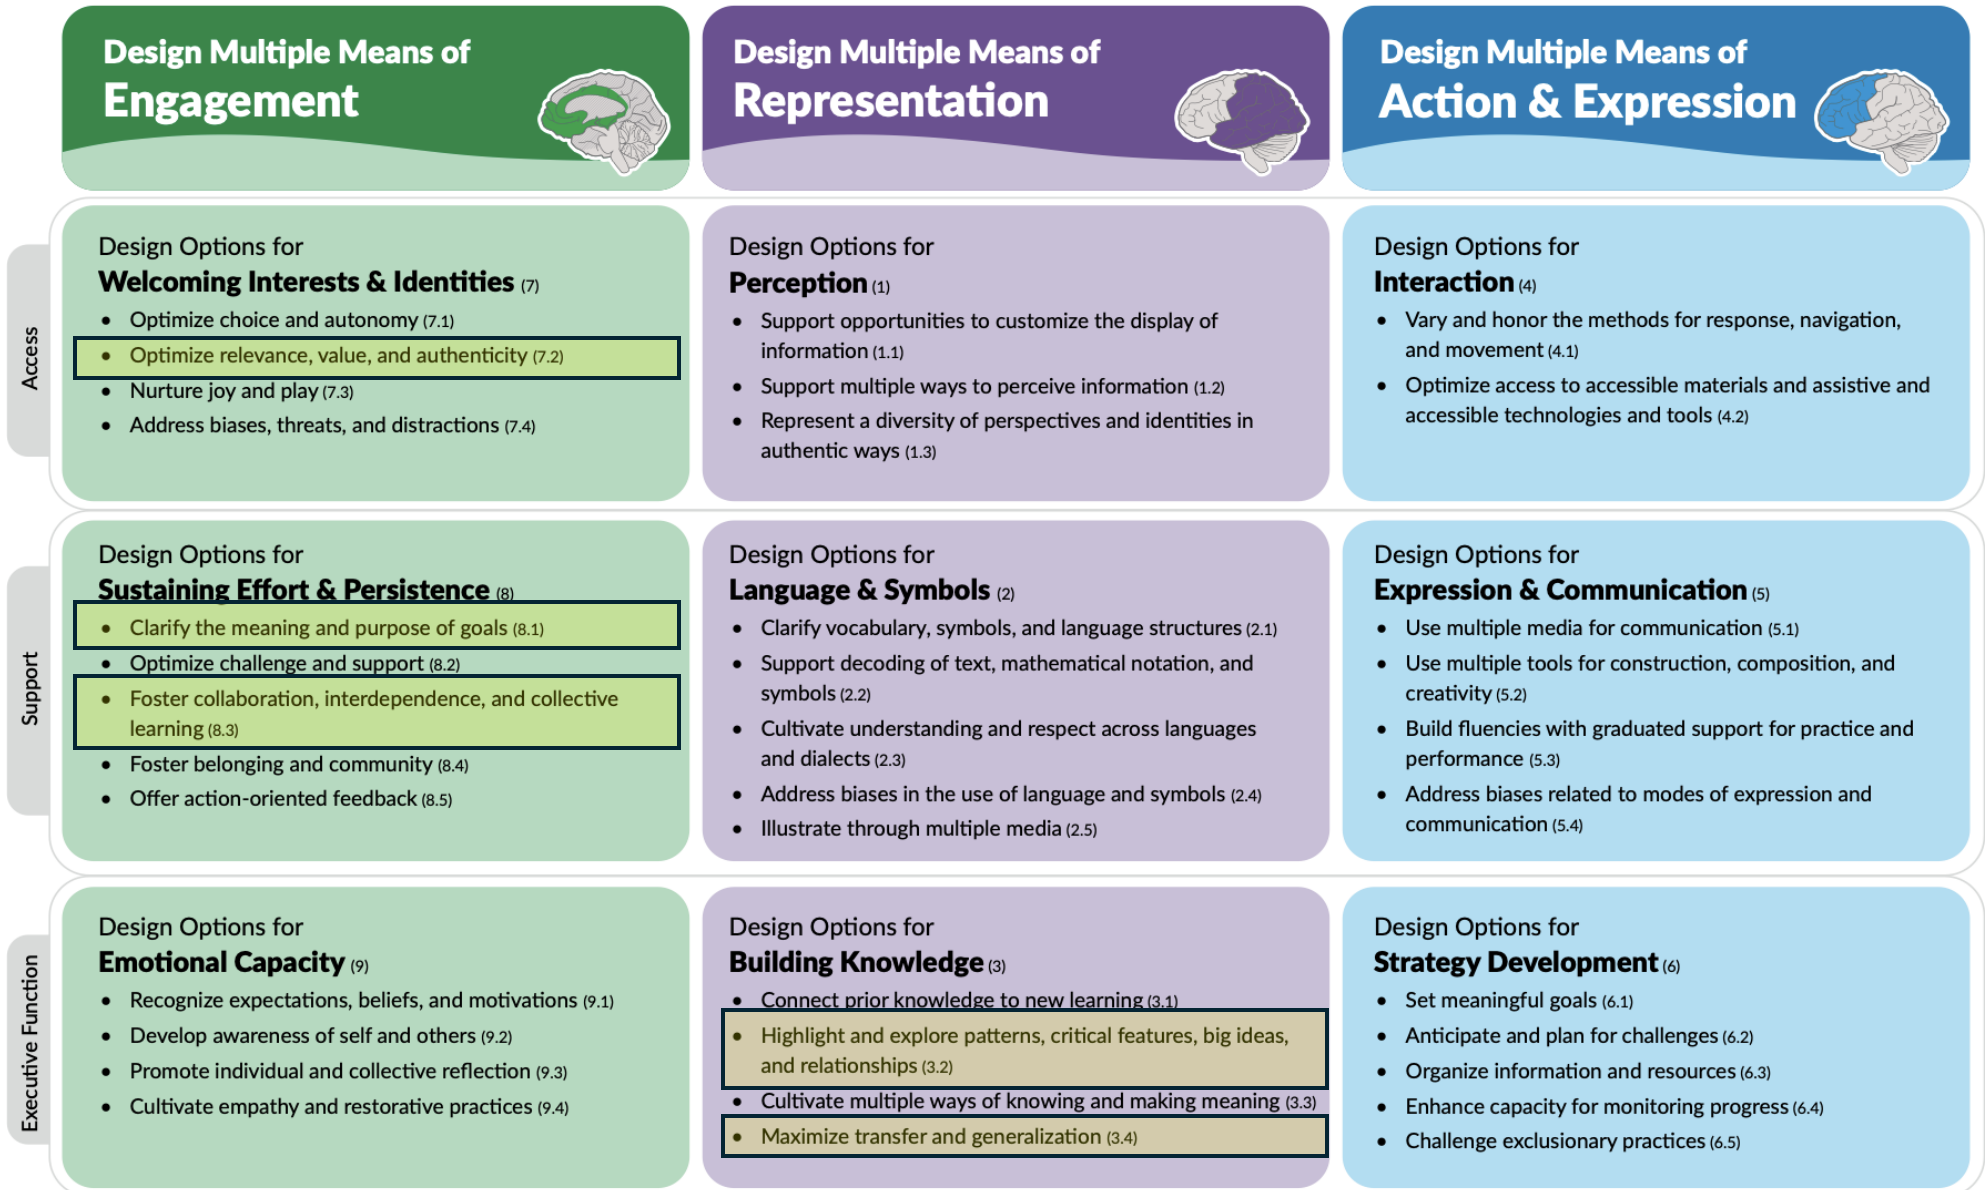 Design Multiple Means of
Engagement
Design Multiple Means of
Representation
Design Multiple Means of
Action & Expression
Access
Design Options for
Welcoming Interests & Identities (7)
• Optimize choice and autonomy (7.1)
• Optimize relevance, value, and authenticity (7.2)
• Nurture joy and play (7.3)
• Address biases, threats, and distractions (7.4)
Design Options for
Perception (1)
• Support opportunities to customize the display of
information (1.1)
• Support multiple ways to perceive information (1.2)
• Represent a diversity of perspectives and identities in
authentic ways (1.3)
Design Options for
Interaction (4)
• Vary and honor the methods for response, navigation,
and movement (4.1)
• Optimize access to accessible materials and assistive and
accessible technologies and tools (4.2)
Support
Design Options for
Sustaining Effort & Persistence (8)
• Clarify the meaning and purpose of goals (8.1)
• Optimize challenge and support (8.2)
• Foster collaboration, interdependence, and collective
learning (8.3)
• Foster belonging and community (8.4)
• Offer action-oriented feedback (8.5)
Design Options for
Language & Symbols (2)
• Clarify vocabulary, symbols, and language structures (2.1)
• Support decoding of text, mathematical notation, and
symbols (2.2)
• Cultivate understanding and respect across languages
and dialects (2.3)
• Address biases in the use of language and symbols (2.4)
• Illustrate through multiple media (2.5)
Design Options for
Expression & Communication (5)
• Use multiple media for communication (5.1)
• Use multiple tools for construction, composition, and
creativity (5.2)
• Build fluencies with graduated support for practice and
performance (5.3)
• Address biases related to modes of expression and
communication (5.4)
Executive Function
Design Options for
Emotional Capacity (9)
• Recognize expectations, beliefs, and motivations (9.1)
• Develop awareness of self and others (9.2)
• Promote individual and collective reflection (9.3)
• Cultivate empathy and restorative practices (9.4)
Design Options for
Building Knowledge (3)
• Connect prior knowledge to new learning (3.1)
• Highlight and explore patterns, critical features, big ideas,
and relationships (3.2)
• Cultivate multiple ways of knowing and making meaning (3.3)
• Maximize transfer and generalization (3.4)
Design Options for
Strategy Development (6)
• Set meaningful goals (6.1)
• Anticipate and plan for challenges (6.2)
• Organize information and resources (6.3)
• Enhance capacity for monitoring progress (6.4)
• Challenge exclusionary practices (6.5)